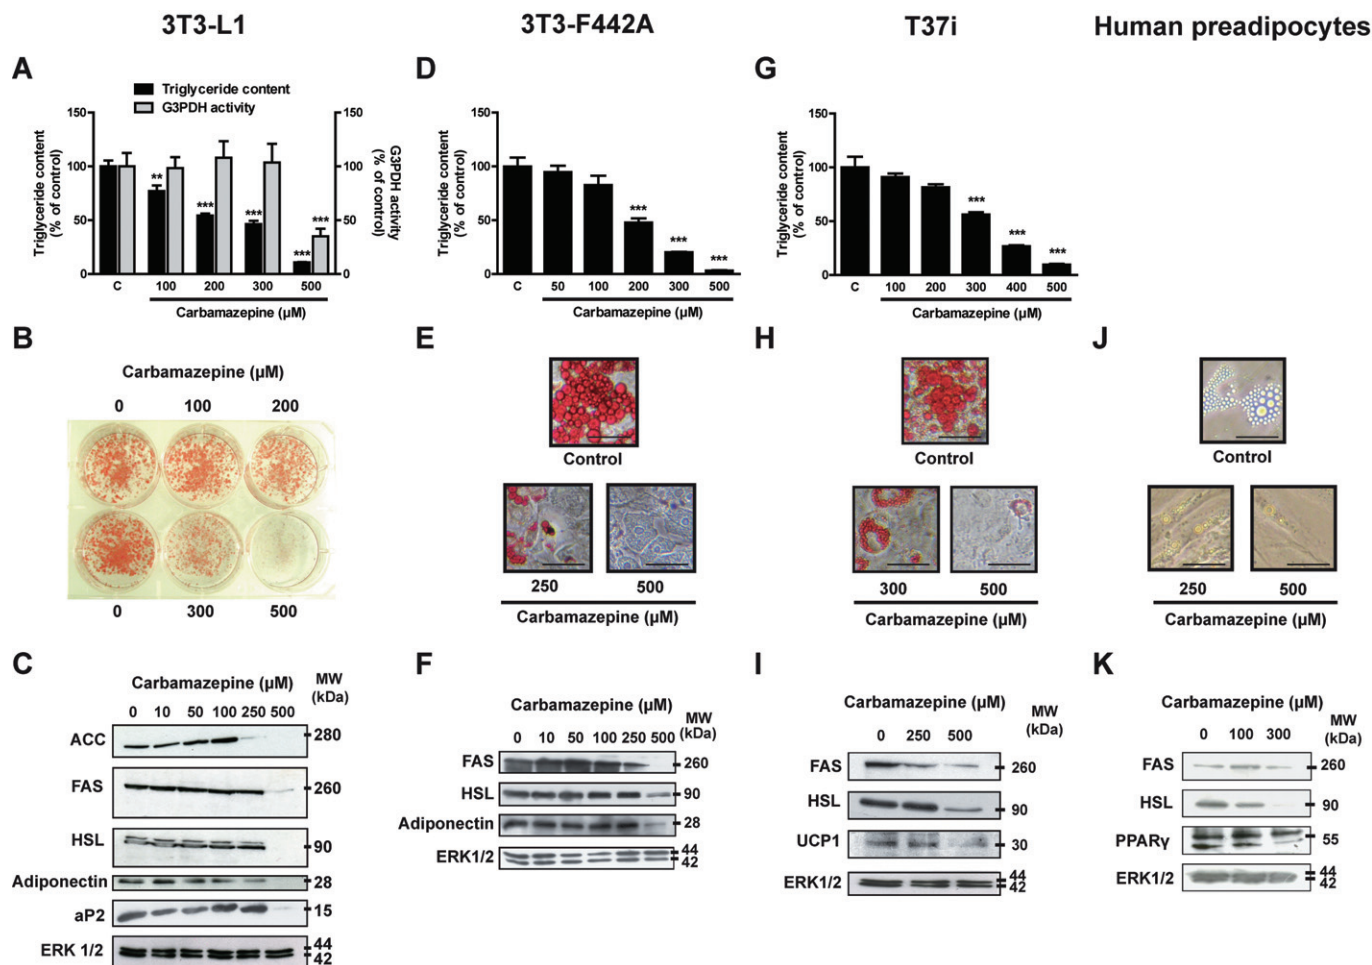 3T3-L1
3T3-F442A
T37i
Human preadipocytes
A
Triglyceride content
G3PDH activity
150
100
50
0
Triglyceride content
(% of control)
150
100
50
0
G3PDH activity
(% of control)
**
***
***
***
***
C
100
200
300
500
Carbamazepine (µM)
D
150
100
50
0
Triglyceride content
(% of control)
***
***
***
C
50
100
200
300
500
Carbamazepine (µM)
G
150
100
50
0
Triglyceride content
(% of control)
***
***
***
C
100
200
300
400
500
Carbamazepine (µM)
B
Carbamazepine (µM)
0
100
200
0
300
500
E
Control
250
500
Carbamazepine (µM)
H
Control
300
500
Carbamazepine (µM)
J
Control
250
500
Carbamazepine (µM)
C
Carbamazepine (µM)
MW
(kDa)
0 10 50 100 250 500
ACC
280
FAS
260
HSL
90
Adiponectin
28
aP2
15
ERK 1/2
44
42
F
Carbamazepine (µM)
MW
(kDa)
0 10 50 100 250 500
FAS
260
HSL
90
Adiponectin
28
ERK1/2
44
42
I
Carbamazepine (µM)
MW
(kDa)
0 250 500
FAS
260
HSL
90
UCP1
30
ERK1/2
44
42
K
Carbamazepine (µM)
MW
(kDa)
0 100 300
FAS
260
HSL
90
PPARγ
55
ERK1/2
44
42